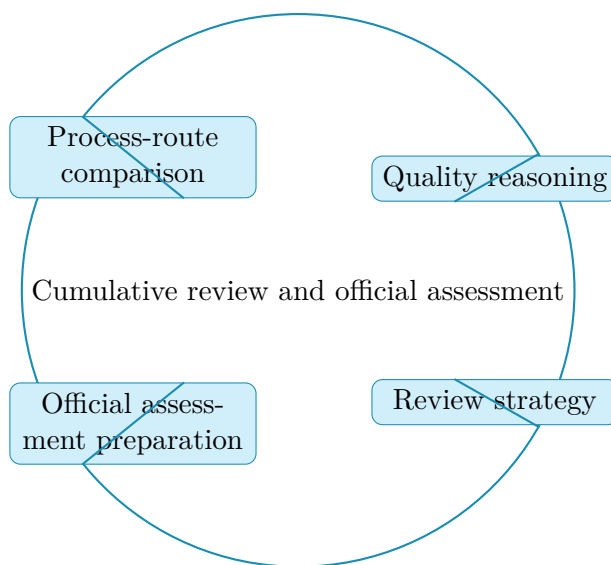 Process-route
comparison
Quality reasoning
Cumulative review and official assessment
Official assess-
ment preparation
Review strategy